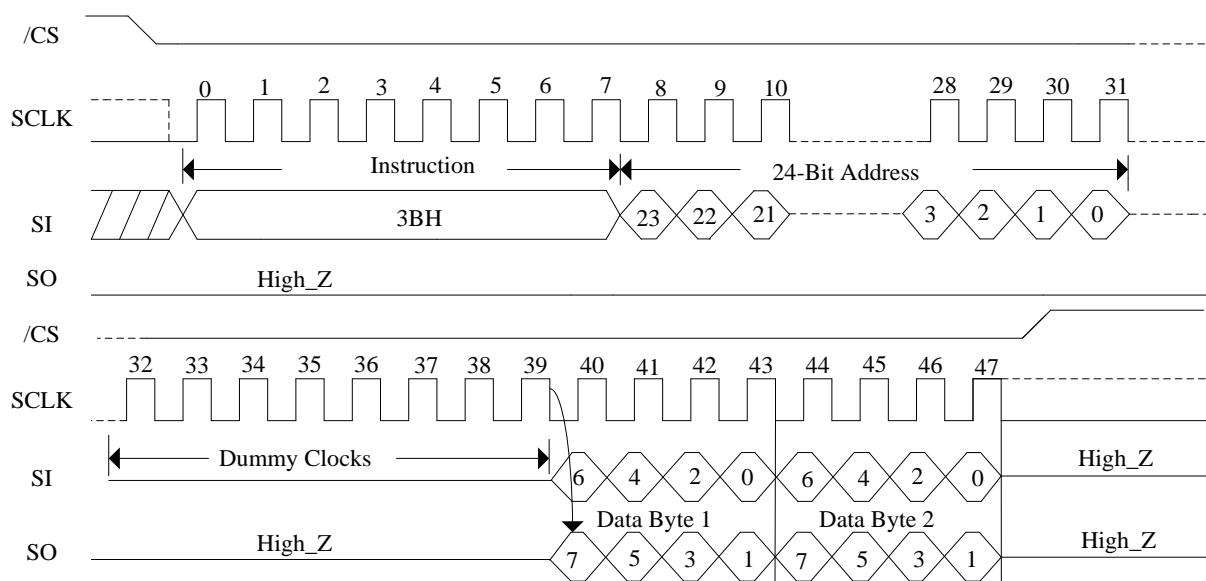 /CS
0 1 2 3 4 5 6 7 8 9 10 28 29 30 31
SCLK
Instruction 24-Bit Address
SI 3BH 23 22 21 3 2 1 0
SO High_Z
/CS
32 33 34 35 36 37 38 39 40 41 42 43 44 45 46 47
SCLK
Dummy Clocks
SI 6 4 2 0 6 4 2 0 High_Z
Data Byte 1 Data Byte 2
SO High_Z 7 5 3 1 7 5 3 1 High_Z